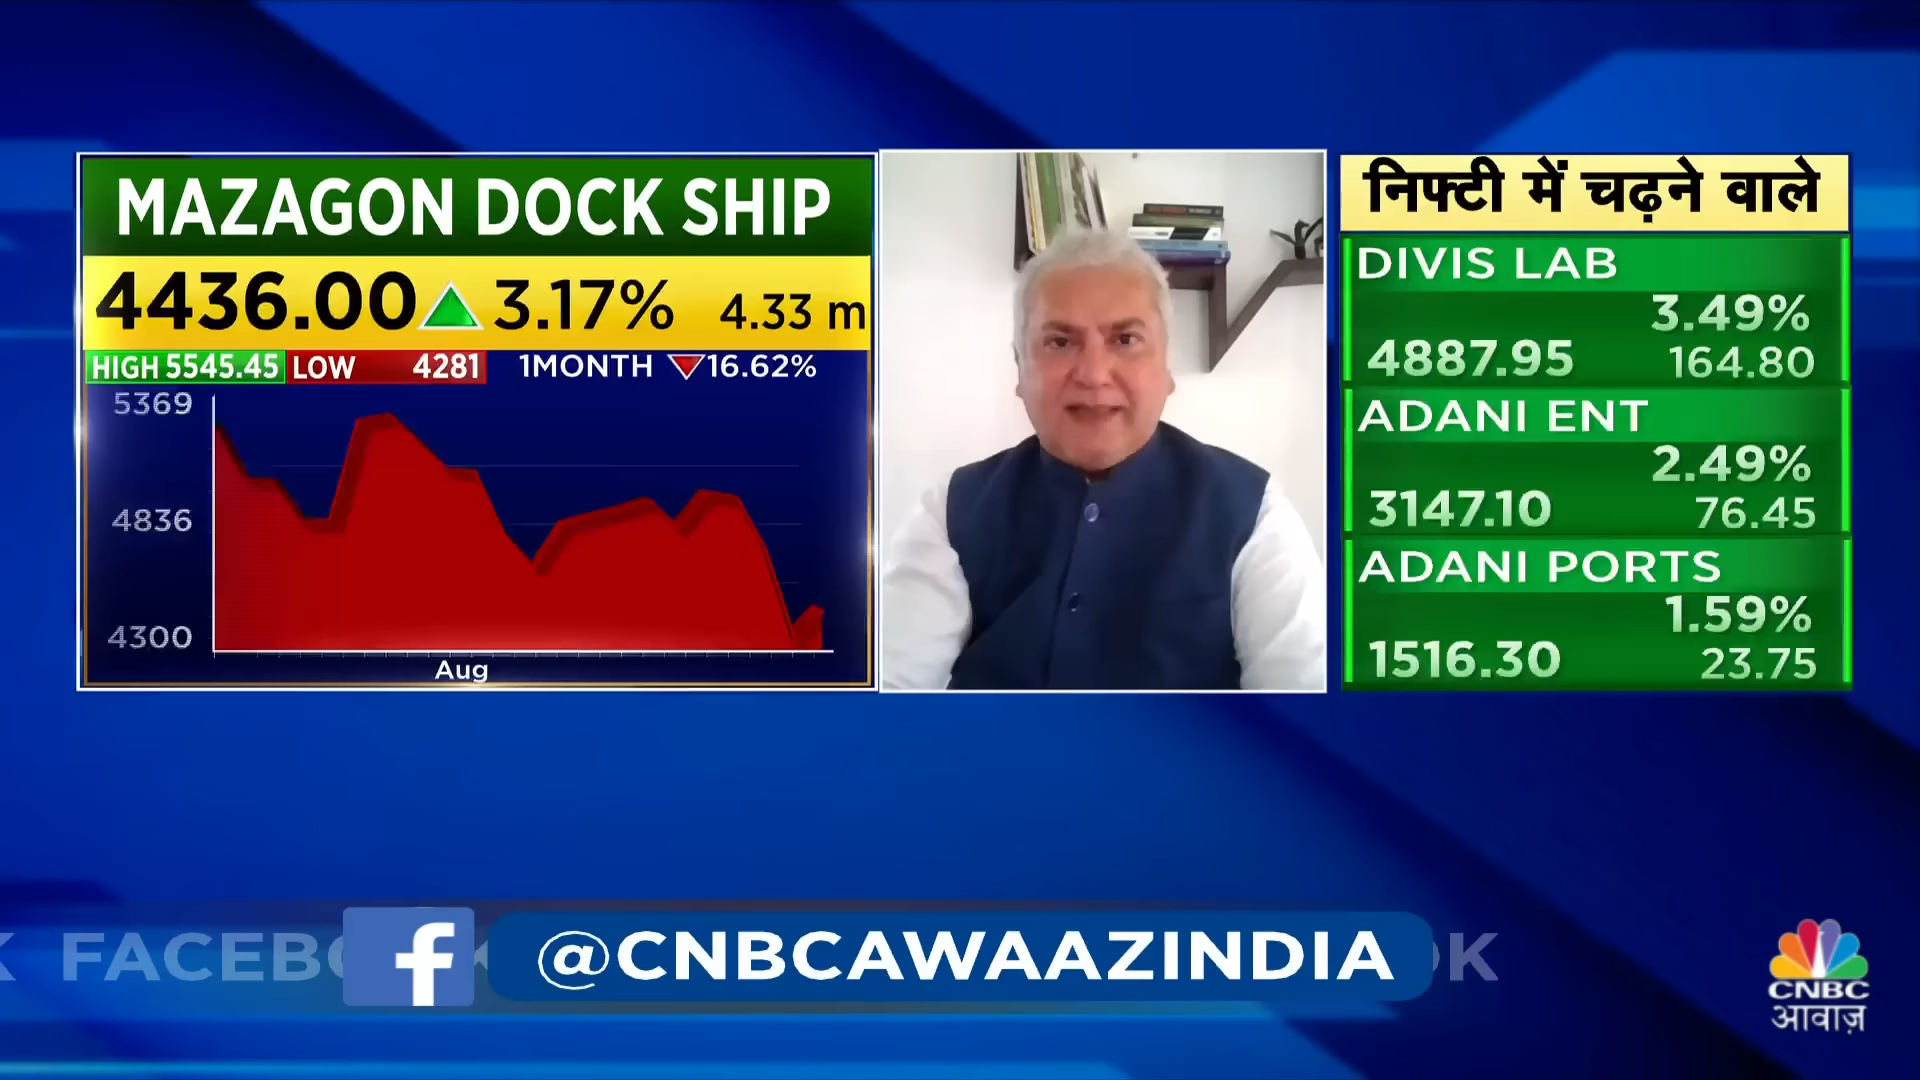 MAZAGON DOCK SHIP
4436.00 3.17% 4.33 m
HIGH 5545.45 LOW 4281 1MONTH 16.62%
5369
4836
4300
Aug
निफ्टी में चढ़ने वाले
DIVIS LAB
3.49%
4887.95 164.80
ADANI ENT
2.49%
3147.10 76.45
ADANI PORTS
1.59%
1516.30 23.75
K FACEBO f @CNBCAWAAZINDIA OK
CNBC
आवाज़